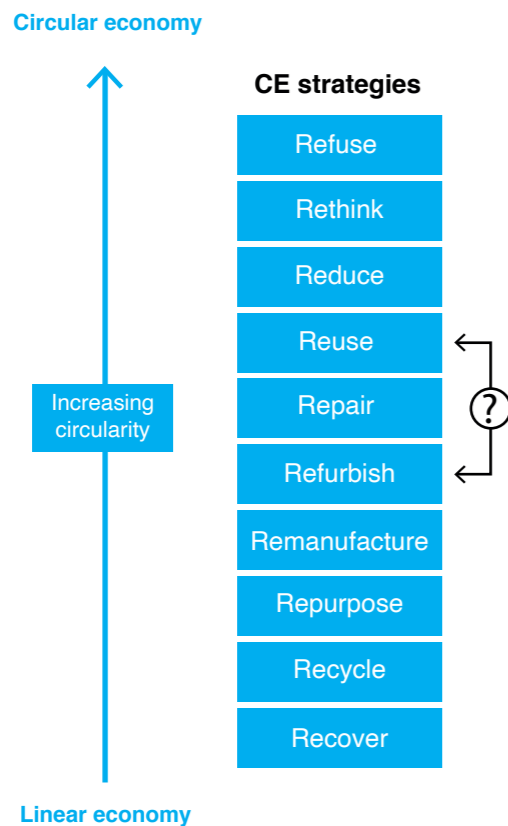 Circular economy
CE strategies
Refuse
Rethink
Reduce
Reuse
Increasing
circularity
Repair
?
Refurbish
Remanufacture
Repurpose
Recycle
Recover
Linear economy